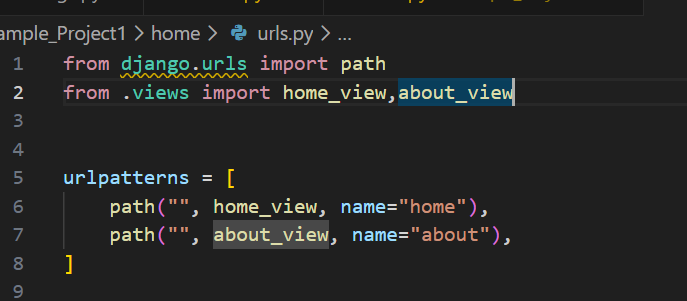 ample_Project1 > home > urls.py > ...
1 from django.urls import path
2 from .views import home_view,about_view
3
4
5 urlpatterns = [
6     path("", home_view, name="home"),
7     path("", about_view, name="about"),
8 ]
9